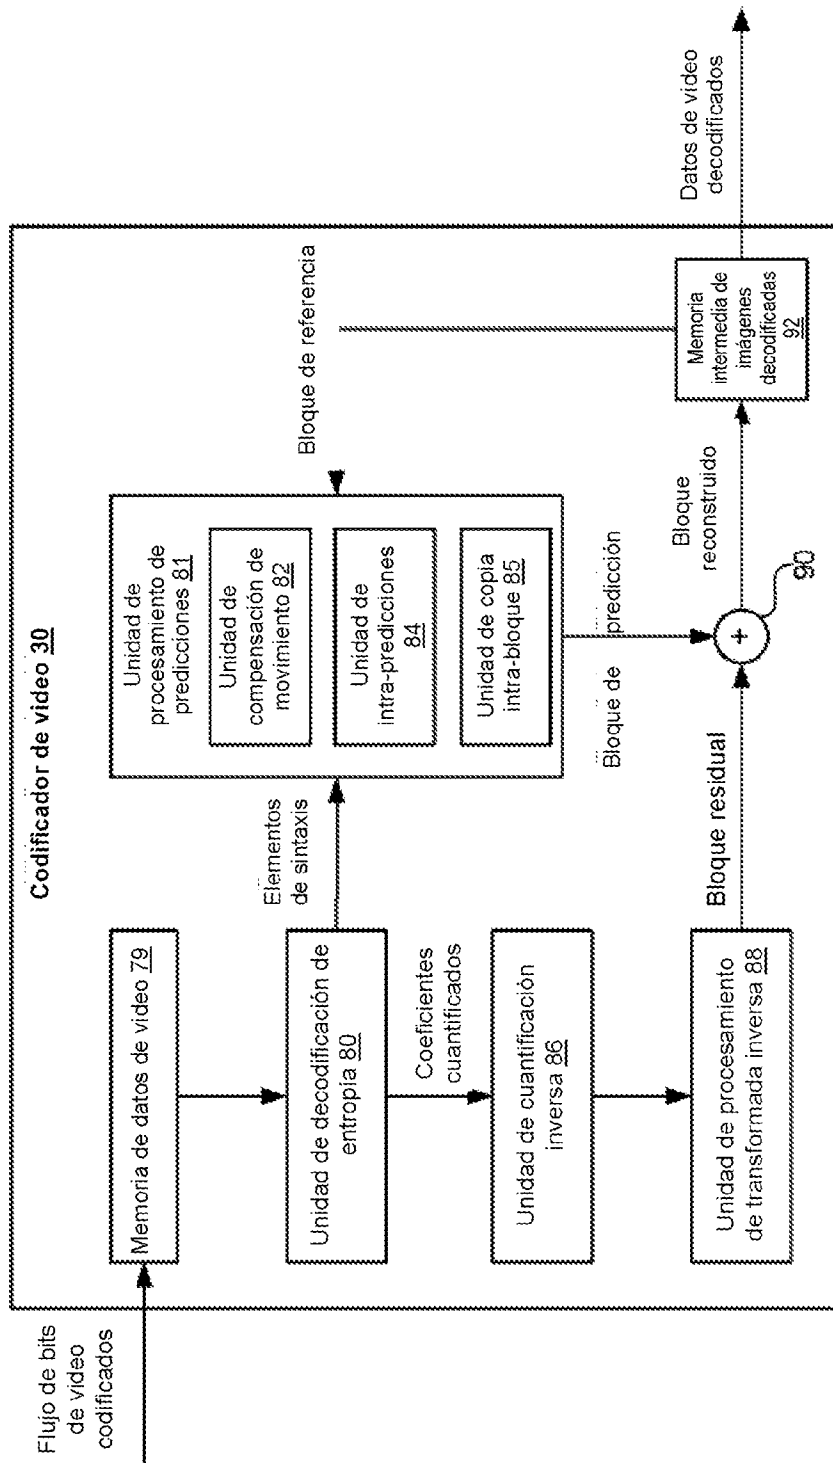 Codificador de video 30
Flujo de bits
de video
codificados
Memoria de datos de video 79
Unidad de decodificación de
entropía 80
Elementos
de sintaxis
Coeficientes
cuantificados
Unidad de cuantificación
inversa 86
Unidad de procesamiento
de transformada inversa 88
Unidad de
procesamiento de
predicciones 81
Unidad de
compensación de
movimiento 82
Unidad de
intra-predicciones
84
Unidad de copia
intra-bloque 85
Bloque de referencia
Bloque de predicción
Bloque residual
+
90
Bloque
reconstruido
Memoria
intermedia de
imágenes
decodificadas
92
Datos de video
decodificados